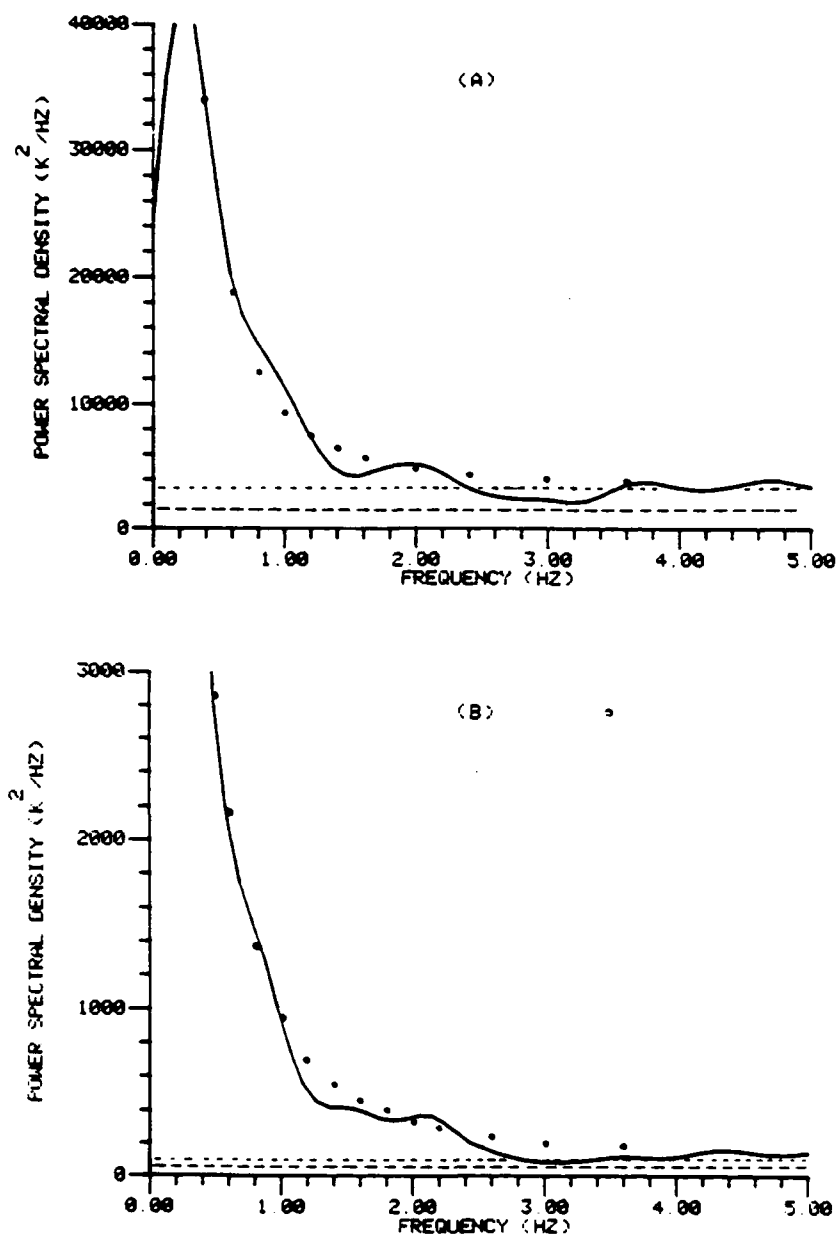 (A)
POWER SPECTRAL DENSITY (K²/HZ)
40000
30000
20000
10000
0
0.00 1.00 2.00 3.00 4.00 5.00
FREQUENCY (HZ)
(B)
POWER SPECTRAL DENSITY (K²/HZ)
3000
2000
1000
0
0.00 1.00 2.00 3.00 4.00 5.00
FREQUENCY (HZ)